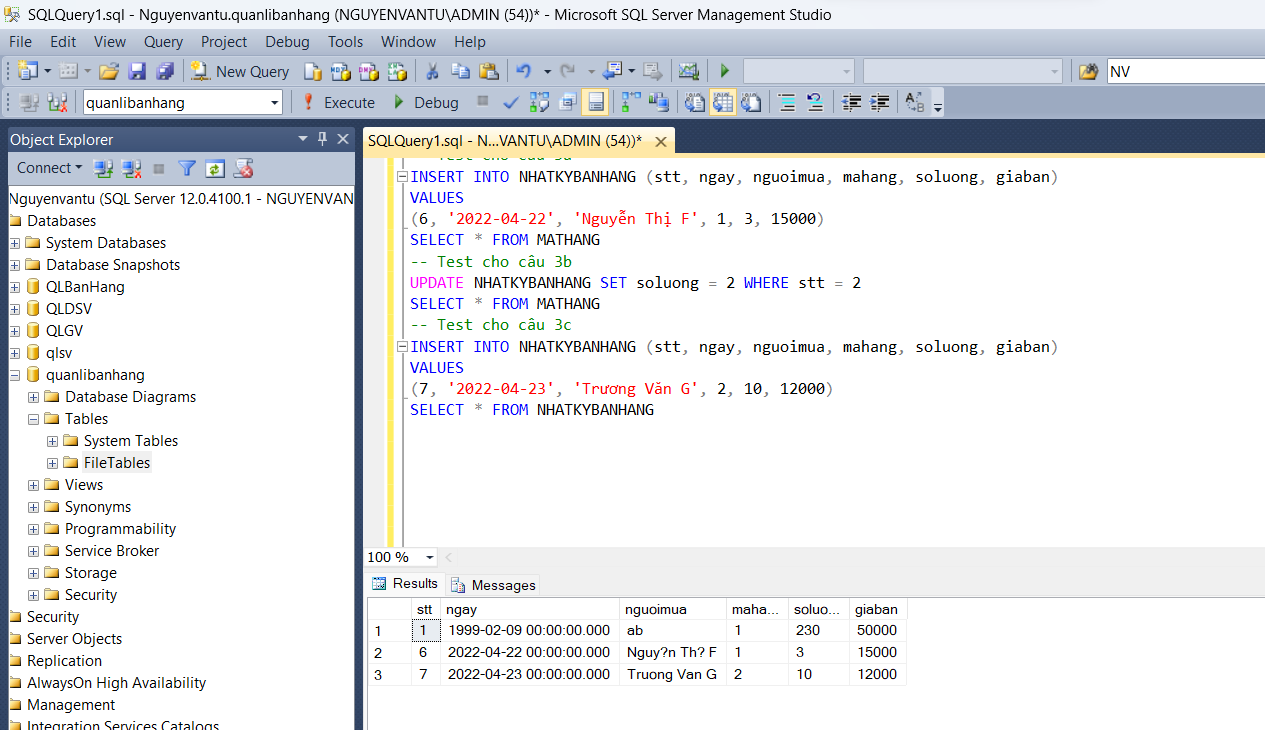 SQLQuery1.sql - Nguyenvantu.quanlibanhang (NGUYENVANTU\ADMIN (54))* - Microsoft SQL Server Management Studio
File Edit View Query Project Debug Tools Window Help
New Query NV
quanlibanhang Execute Debug
Object Explorer
Connect
Nguyenvantu (SQL Server 12.0.4100.1 - NGUYENVAN
Databases
System Databases
Database Snapshots
QLBanHang
QLDSV
QLGV
qlsv
quanlibanhang
Database Diagrams
Tables
System Tables
FileTables
Views
Synonyms
Programmability
Service Broker
Storage
Security
Security
Server Objects
Replication
AlwaysOn High Availability
Management
Integration Services Catalogs
SQLQuery1.sql - N...VANTU\ADMIN (54))*
-- Test cho câu 3a
INSERT INTO NHATKYBANHANG (stt, ngay, nguoimua, mahang, soluong, giaban)
VALUES
(6, '2022-04-22', 'Nguyễn Thị F', 1, 3, 15000)
SELECT * FROM MATHANG
-- Test cho câu 3b
UPDATE NHATKYBANHANG SET soluong = 2 WHERE stt = 2
SELECT * FROM MATHANG
-- Test cho câu 3c
INSERT INTO NHATKYBANHANG (stt, ngay, nguoimua, mahang, soluong, giaban)
VALUES
(7, '2022-04-23', 'Trương Văn G', 2, 10, 12000)
SELECT * FROM NHATKYBANHANG
100 %
Results Messages
stt ngay nguoimua maha... soluo... giaban
1 1 1999-02-09 00:00:00.000 ab 1 230 50000
2 6 2022-04-22 00:00:00.000 Nguy?n Th? F 1 3 15000
3 7 2022-04-23 00:00:00.000 Truong Van G 2 10 12000